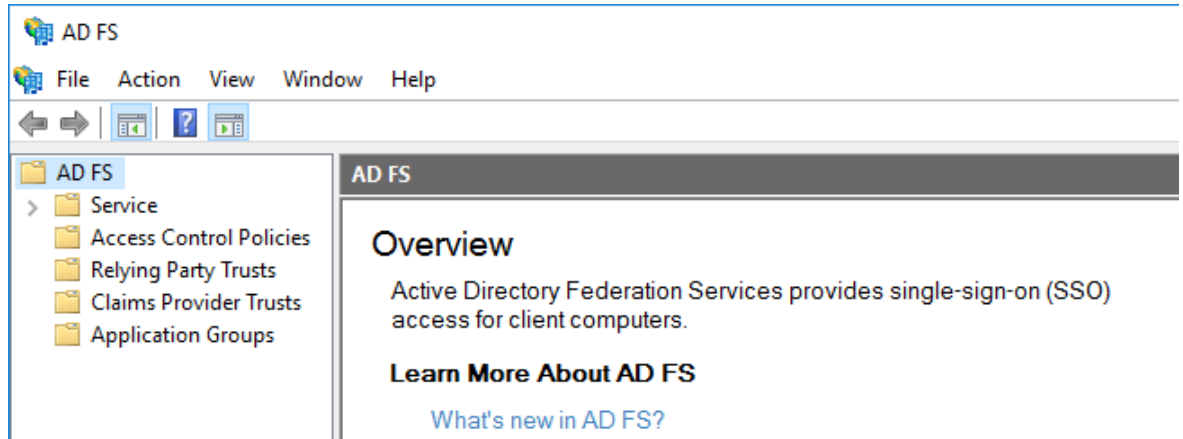 AD FS
File Action View Window Help
AD FS
Service
Access Control Policies
Relying Party Trusts
Claims Provider Trusts
Application Groups
AD FS
Overview
Active Directory Federation Services provides single-sign-on (SSO)
access for client computers.
Learn More About AD FS
What's new in AD FS?